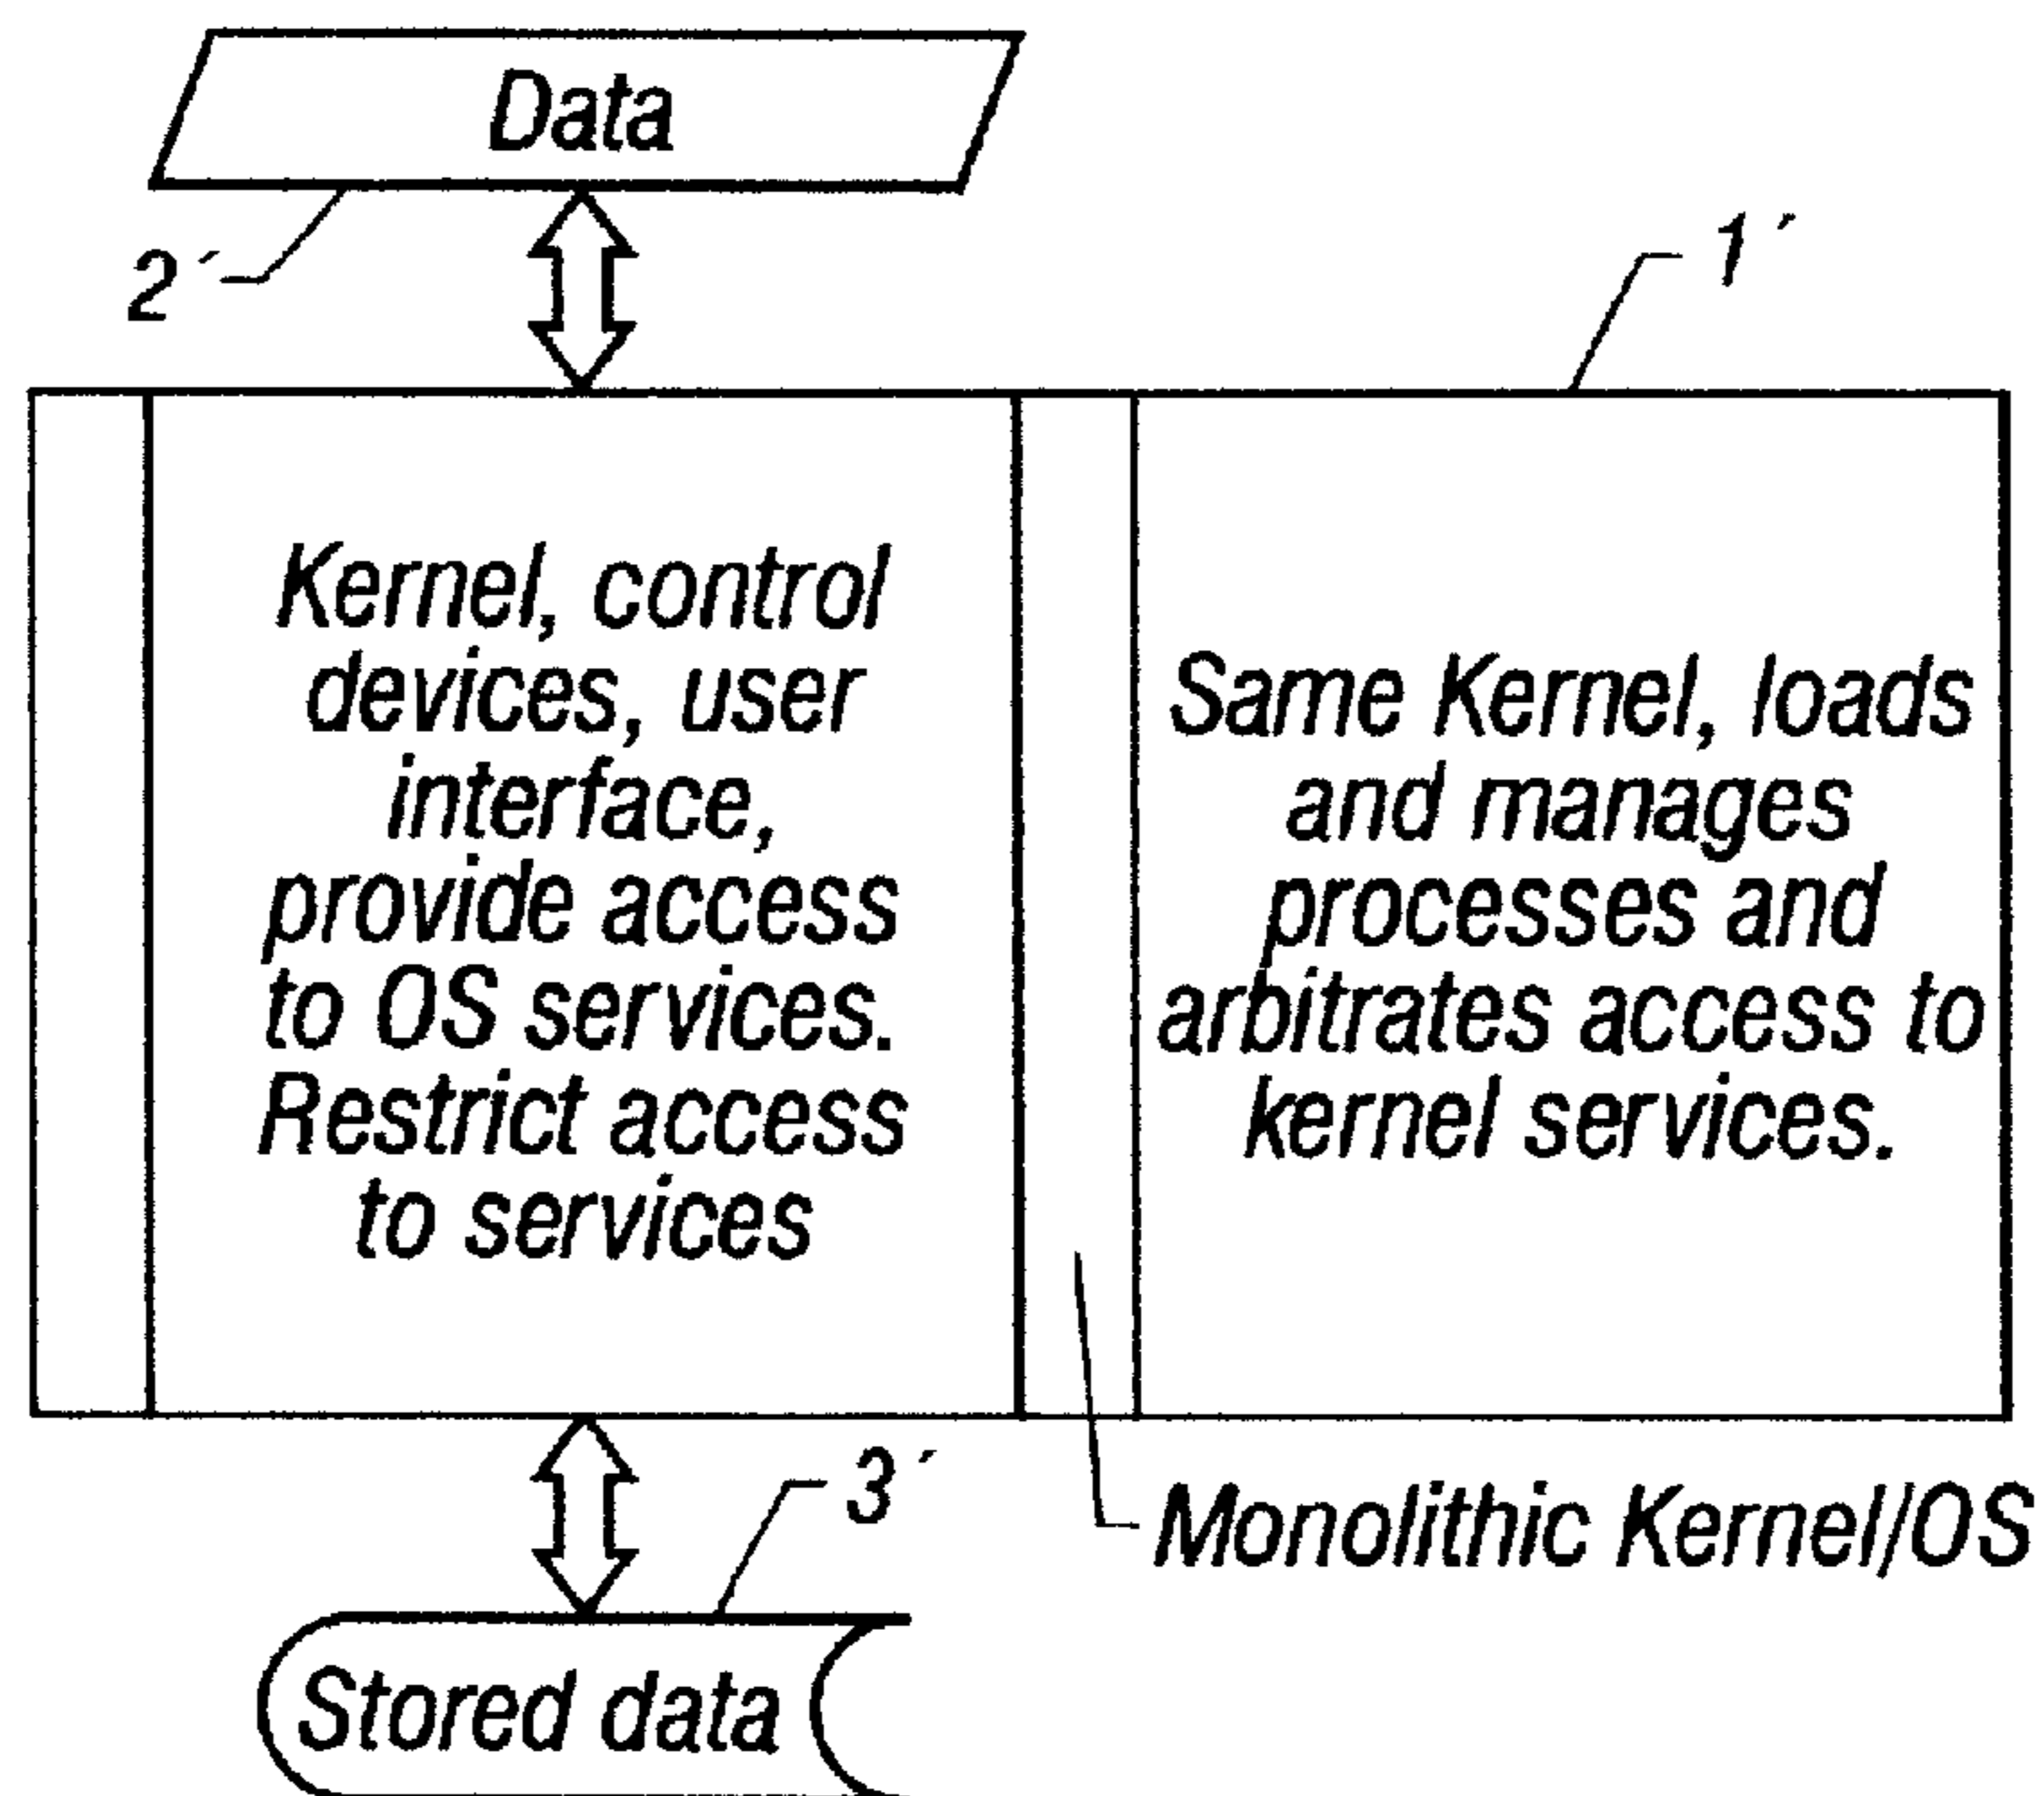 Data
2´
1´
Kernel, control
devices, user
interface,
provide access
to OS services.
Restrict access
to services
Same Kernel, loads
and manages
processes and
arbitrates access to
kernel services.
3´
Monolithic Kernel/OS
Stored data